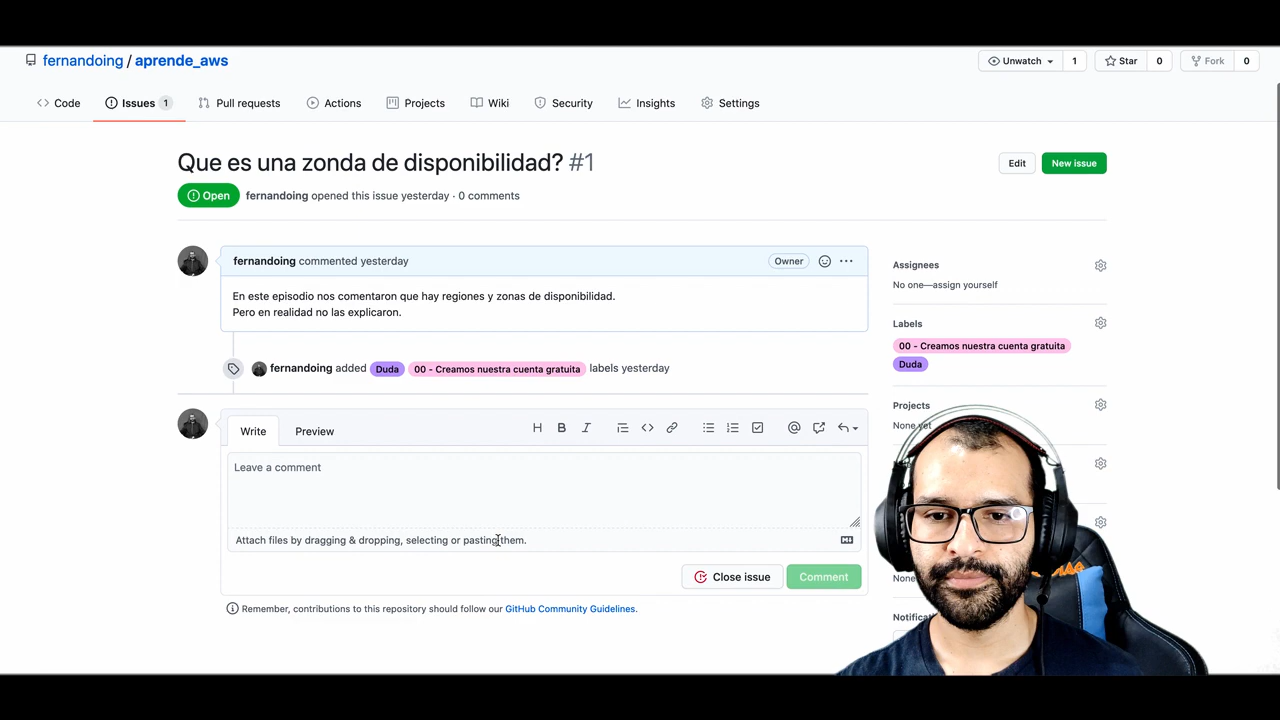 fernandoing / aprende_aws
Unwatch 1 Star 0 Fork 0
Code Issues 1 Pull requests Actions Projects Wiki Security Insights Settings
Que es una zonda de disponibilidad? #1
Edit New issue
Open fernandoing opened this issue yesterday · 0 comments
fernandoing commented yesterday Owner
En este episodio nos comentaron que hay regiones y zonas de disponibilidad.
Pero en realidad no las explicaron.
fernandoing added Duda 00 - Creamos nuestra cuenta gratuita labels yesterday
Write Preview
Leave a comment
Attach files by dragging & dropping, selecting or pasting them.
Close issue Comment
Remember, contributions to this repository should follow our GitHub Community Guidelines.
Assignees
No one—assign yourself
Labels
00 - Creamos nuestra cuenta gratuita
Duda
Projects
None yet
None